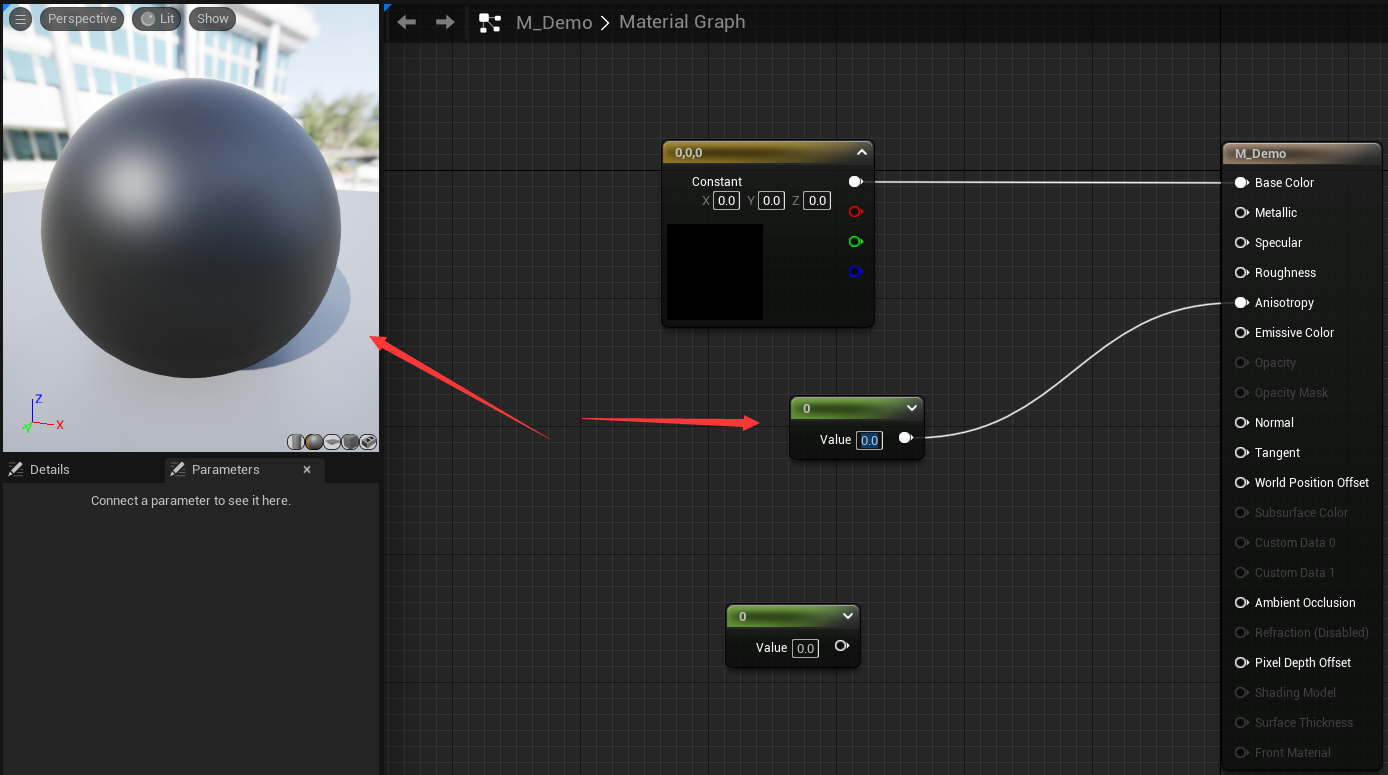 Perspective Lit Show
M_Demo > Material Graph
0,0,0
Constant
X 0.0 Y 0.0 Z 0.0
0
Value 0.0
0
Value 0.0
M_Demo
Base Color
Metallic
Specular
Roughness
Anisotropy
Emissive Color
Opacity
Opacity Mask
Normal
Tangent
World Position Offset
Subsurface Color
Custom Data 0
Custom Data 1
Ambient Occlusion
Refraction (Disabled)
Pixel Depth Offset
Shading Model
Surface Thickness
Front Material
Z
X
Y
Details Parameters ×
Connect a parameter to see it here.